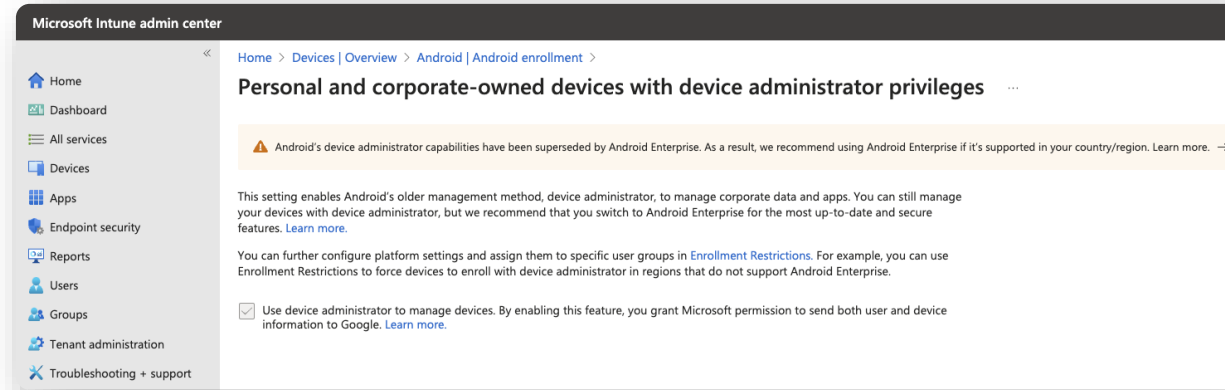 Microsoft Intune admin center
«
Home > Devices | Overview > Android | Android enrollment >
Personal and corporate-owned devices with device administrator privileges ...
Home
Dashboard
All services
Devices
Apps
Endpoint security
Reports
Users
Groups
Tenant administration
Troubleshooting + support
Android's device administrator capabilities have been superseded by Android Enterprise. As a result, we recommend using Android Enterprise if it's supported in your country/region. Learn more. →
This setting enables Android's older management method, device administrator, to manage corporate data and apps. You can still manage
your devices with device administrator, but we recommend that you switch to Android Enterprise for the most up-to-date and secure
features. Learn more.
You can further configure platform settings and assign them to specific user groups in Enrollment Restrictions. For example, you can use
Enrollment Restrictions to force devices to enroll with device administrator in regions that do not support Android Enterprise.
Use device administrator to manage devices. By enabling this feature, you grant Microsoft permission to send both user and device
information to Google. Learn more.